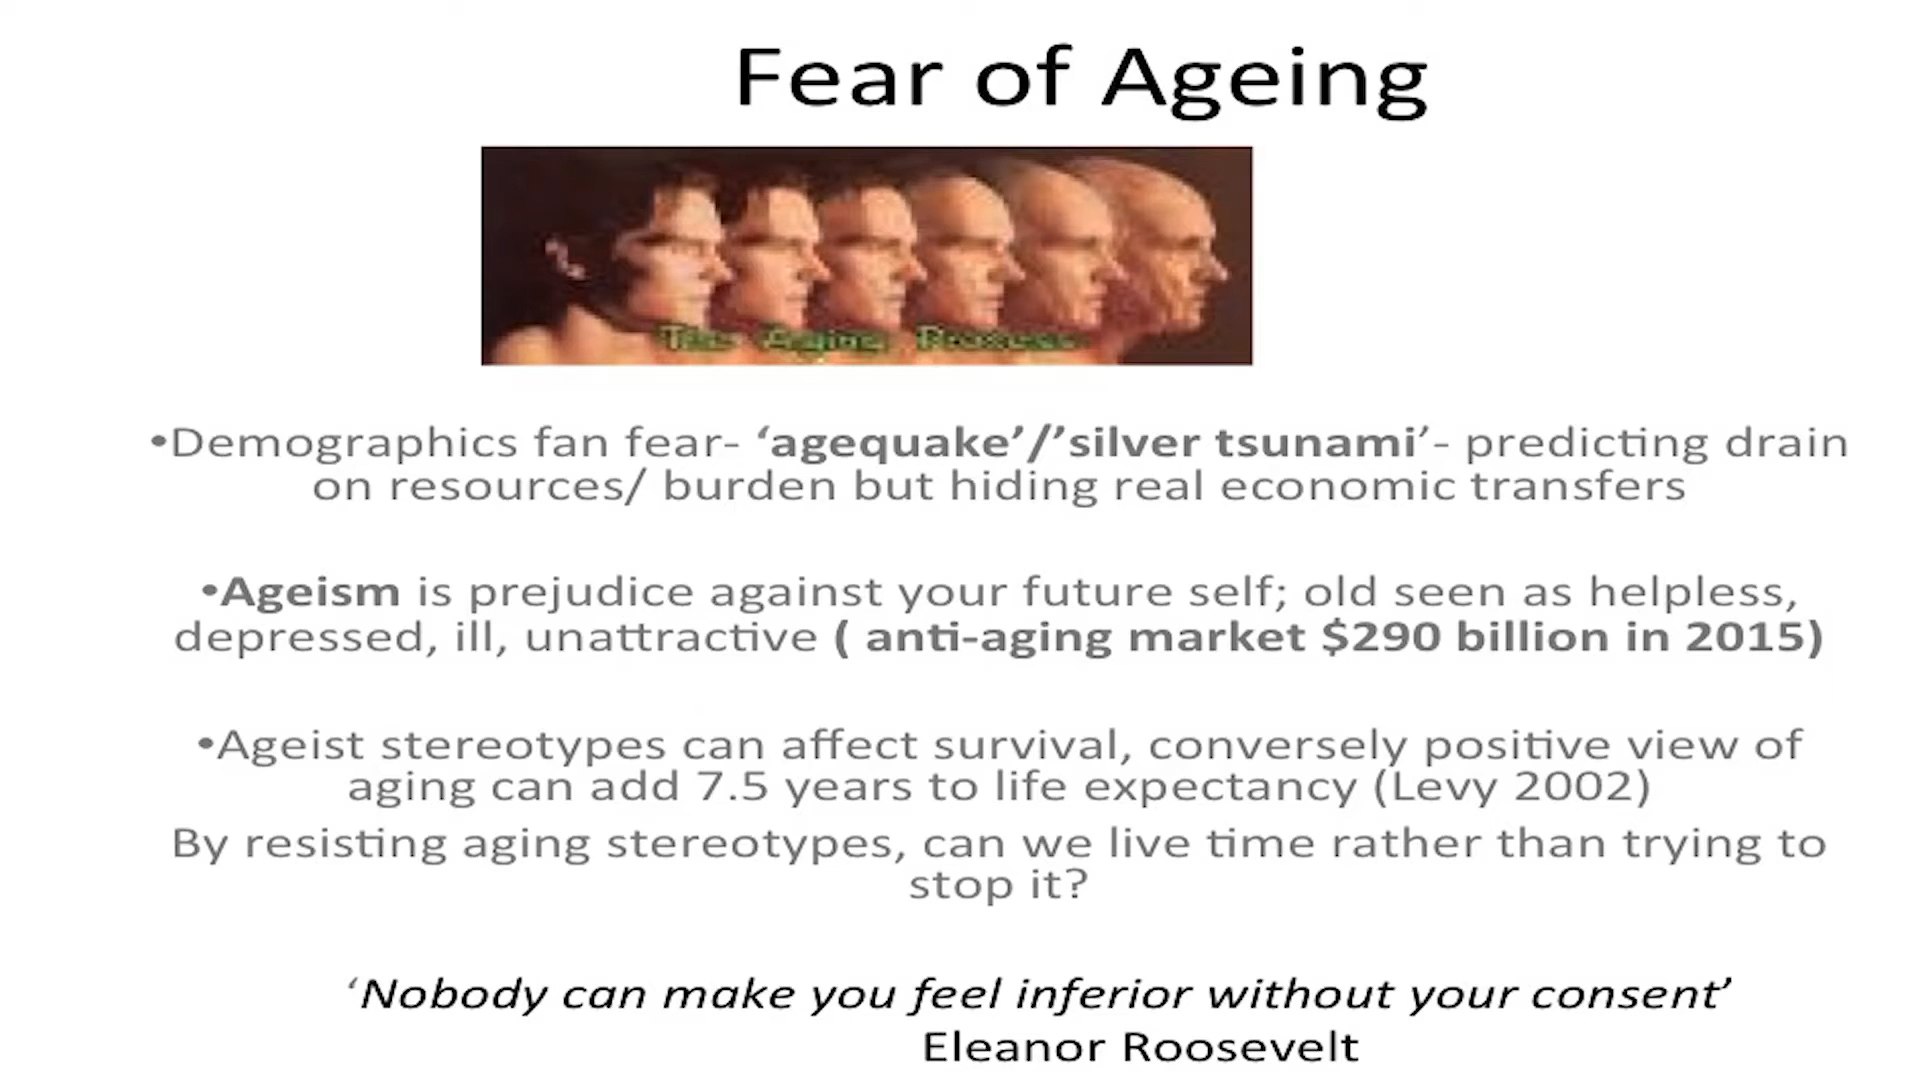 Fear of Ageing
The Aging Process
•Demographics fan fear- ‘agequake’/’silver tsunami’- predicting drain
on resources/ burden but hiding real economic transfers
•Ageism is prejudice against your future self; old seen as helpless,
depressed, ill, unattractive ( anti-aging market $290 billion in 2015)
•Ageist stereotypes can affect survival, conversely positive view of
aging can add 7.5 years to life expectancy (Levy 2002)
By resisting aging stereotypes, can we live time rather than trying to
stop it?
‘Nobody can make you feel inferior without your consent’
Eleanor Roosevelt